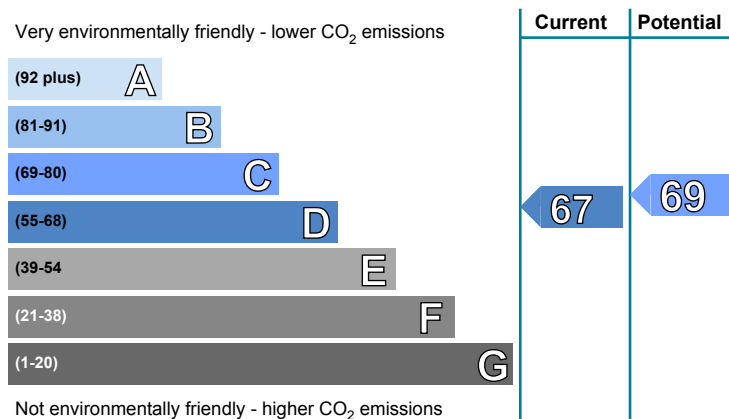 Current Potential
Very environmentally friendly - lower CO₂ emissions
(92 plus) A
(81-91) B
(69-80) C
(55-68) D
67 69
(39-54 E
(21-38) F
(1-20) G
Not environmentally friendly - higher CO₂ emissions